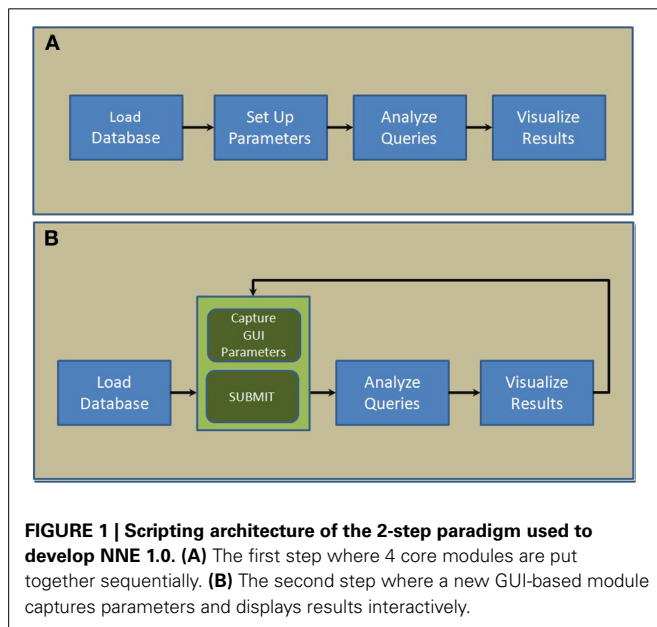 A
Load
Database
Set Up
Parameters
Analyze
Queries
Visualize
Results
B
Load
Database
Capture
GUI
Parameters
SUBMIT
Analyze
Queries
Visualize
Results
FIGURE 1 | Scripting architecture of the 2-step paradigm used to
develop NNE 1.0. (A) The first step where 4 core modules are put
together sequentially. (B) The second step where a new GUI-based module
captures parameters and displays results interactively.